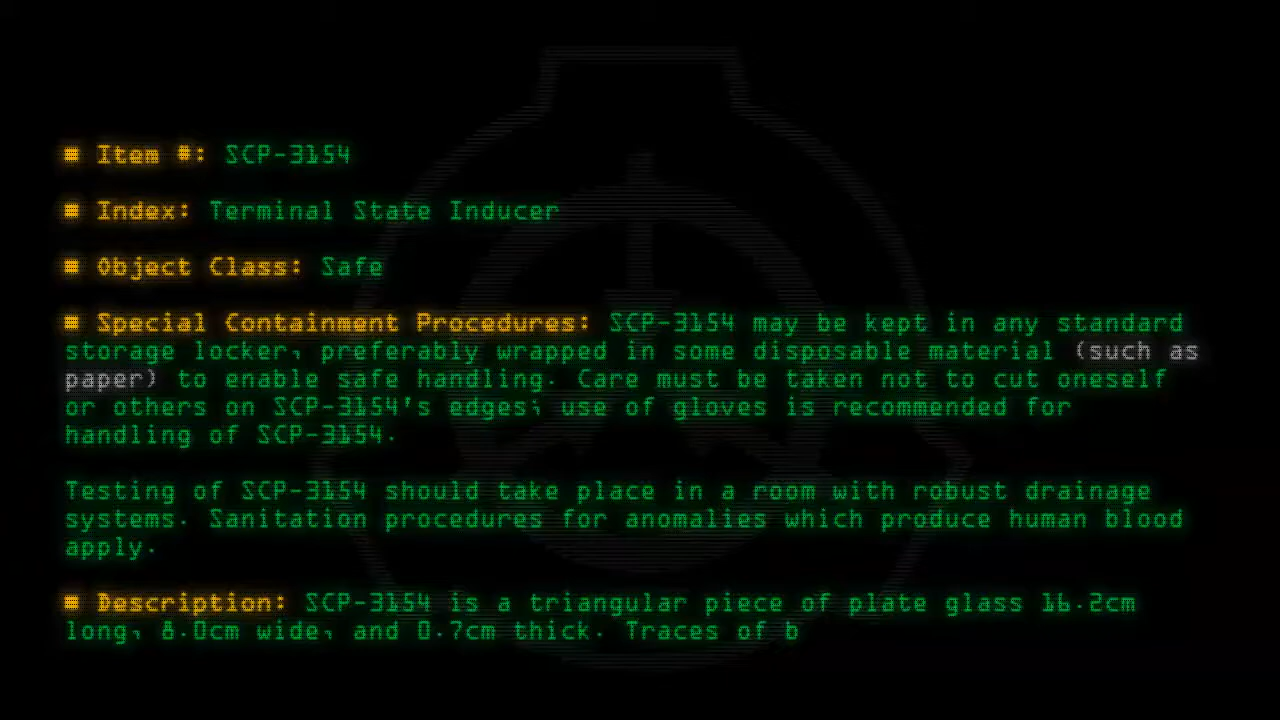 ■ Item #: SCP-3154
■ Index: Terminal State Inducer
■ Object Class: Safe
■ Special Containment Procedures: SCP-3154 may be kept in any standard
storage locker, preferably wrapped in some disposable material (such as
paper) to enable safe handling. Care must be taken not to cut oneself
or others on SCP-3154's edges; use of gloves is recommended for
handling of SCP-3154.
Testing of SCP-3154 should take place in a room with robust drainage
systems. Sanitation procedures for anomalies which produce human blood
apply.
■ Description: SCP-3154 is a triangular piece of plate glass 16.2cm
long, 8.0cm wide, and 0.7cm thick. Traces of b